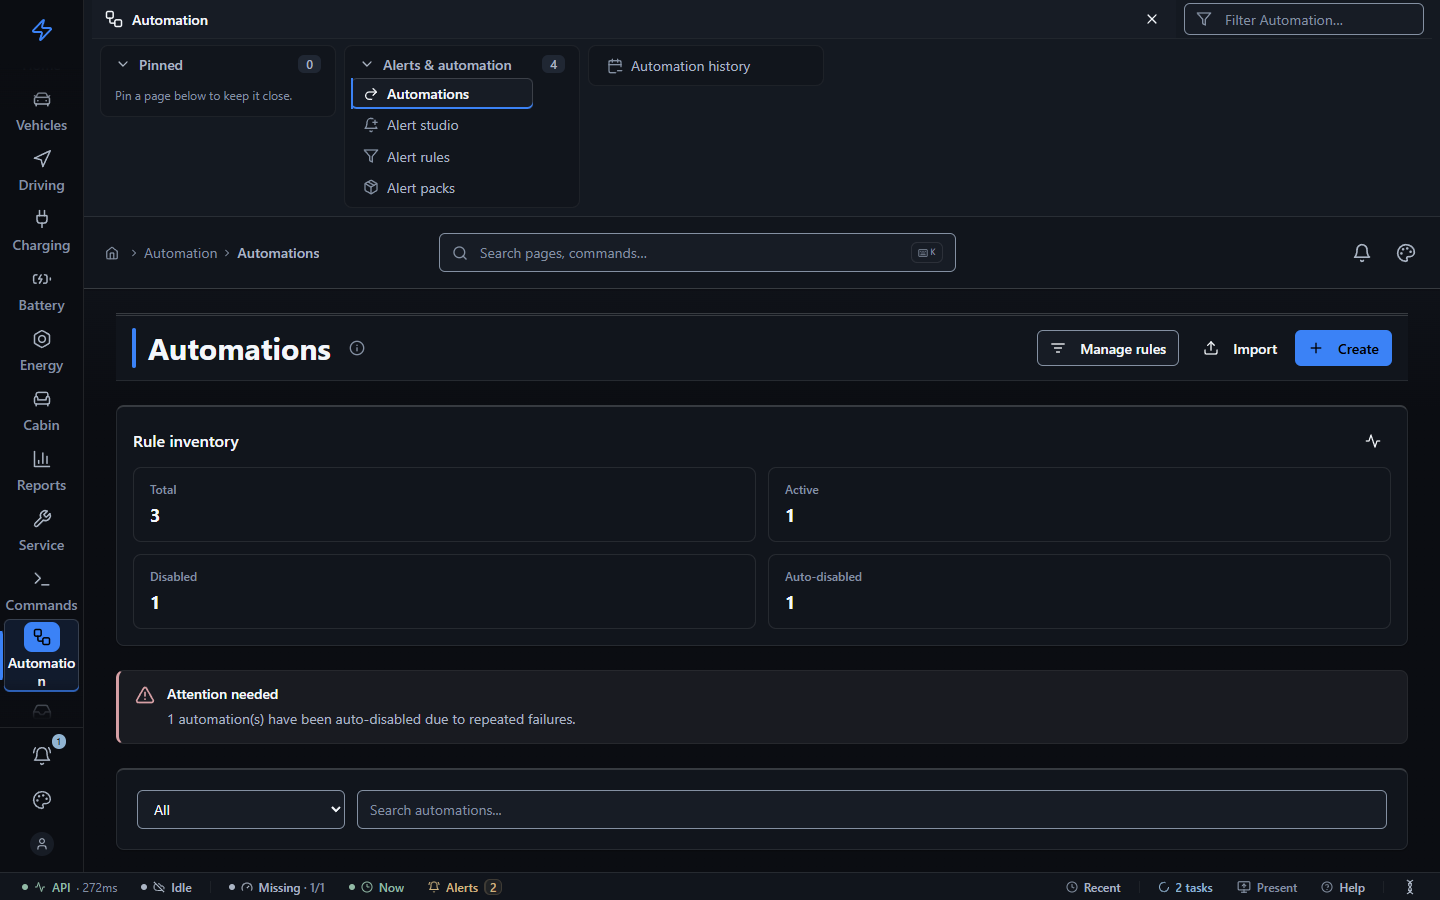 Automation
Filter Automation...
Pinned
0
Pin a page below to keep it close.
Alerts & automation
4
Automations
Alert studio
Alert rules
Alert packs
Automation history
Vehicles
Driving
Charging
Battery
Energy
Cabin
Reports
Service
Commands
Automatio
n
1
Automation
Automations
Search pages, commands...
K
Automations
Manage rules
Import
Create
Rule inventory
Total
3
Active
1
Disabled
1
Auto-disabled
1
Attention needed
1 automation(s) have been auto-disabled due to repeated failures.
All
Search automations...
API · 272ms
Idle
Missing · 1/1
Now
Alerts 2
Recent
2 tasks
Present
Help